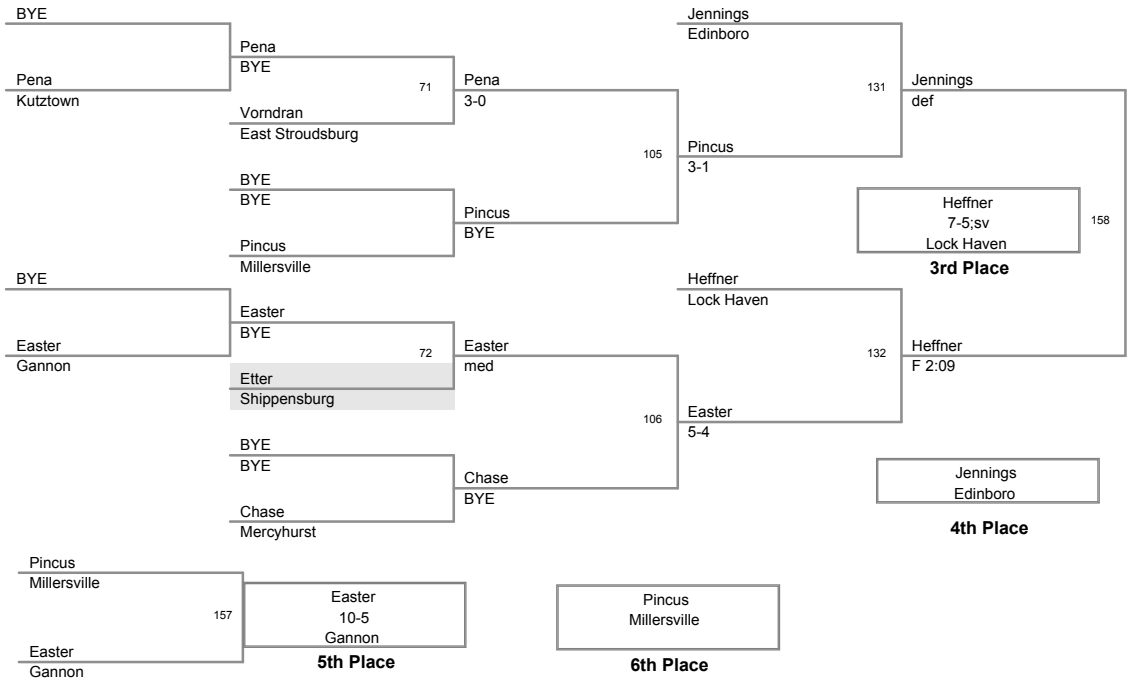 BYE
Pena
Kutztown
Pena
BYE
Vorndran
East Stroudsburg
71
Pena
3-0
BYE
BYE
Pincus
Millersville
Pincus
BYE
105
Pincus
3-1
Jennings
Edinboro
131
Jennings
def
BYE
Easter
Gannon
Easter
BYE
Etter
Shippensburg
72
Easter
med
BYE
BYE
Chase
Mercyhurst
Chase
BYE
106
Easter
5-4
Heffner
Lock Haven
132
Heffner
F 2:09
158
Heffner
7-5;sv
Lock Haven
3rd Place
Jennings
Edinboro
4th Place
Pincus
Millersville
Easter
Gannon
157
Easter
10-5
Gannon
5th Place
Pincus
Millersville
6th Place